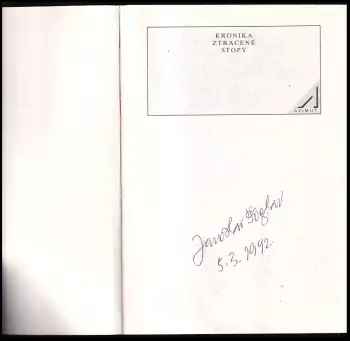 KRONIKA
ZTRACENÉ
STOPY
AZIMUT
Jaroslav Foglar
5.3.1992